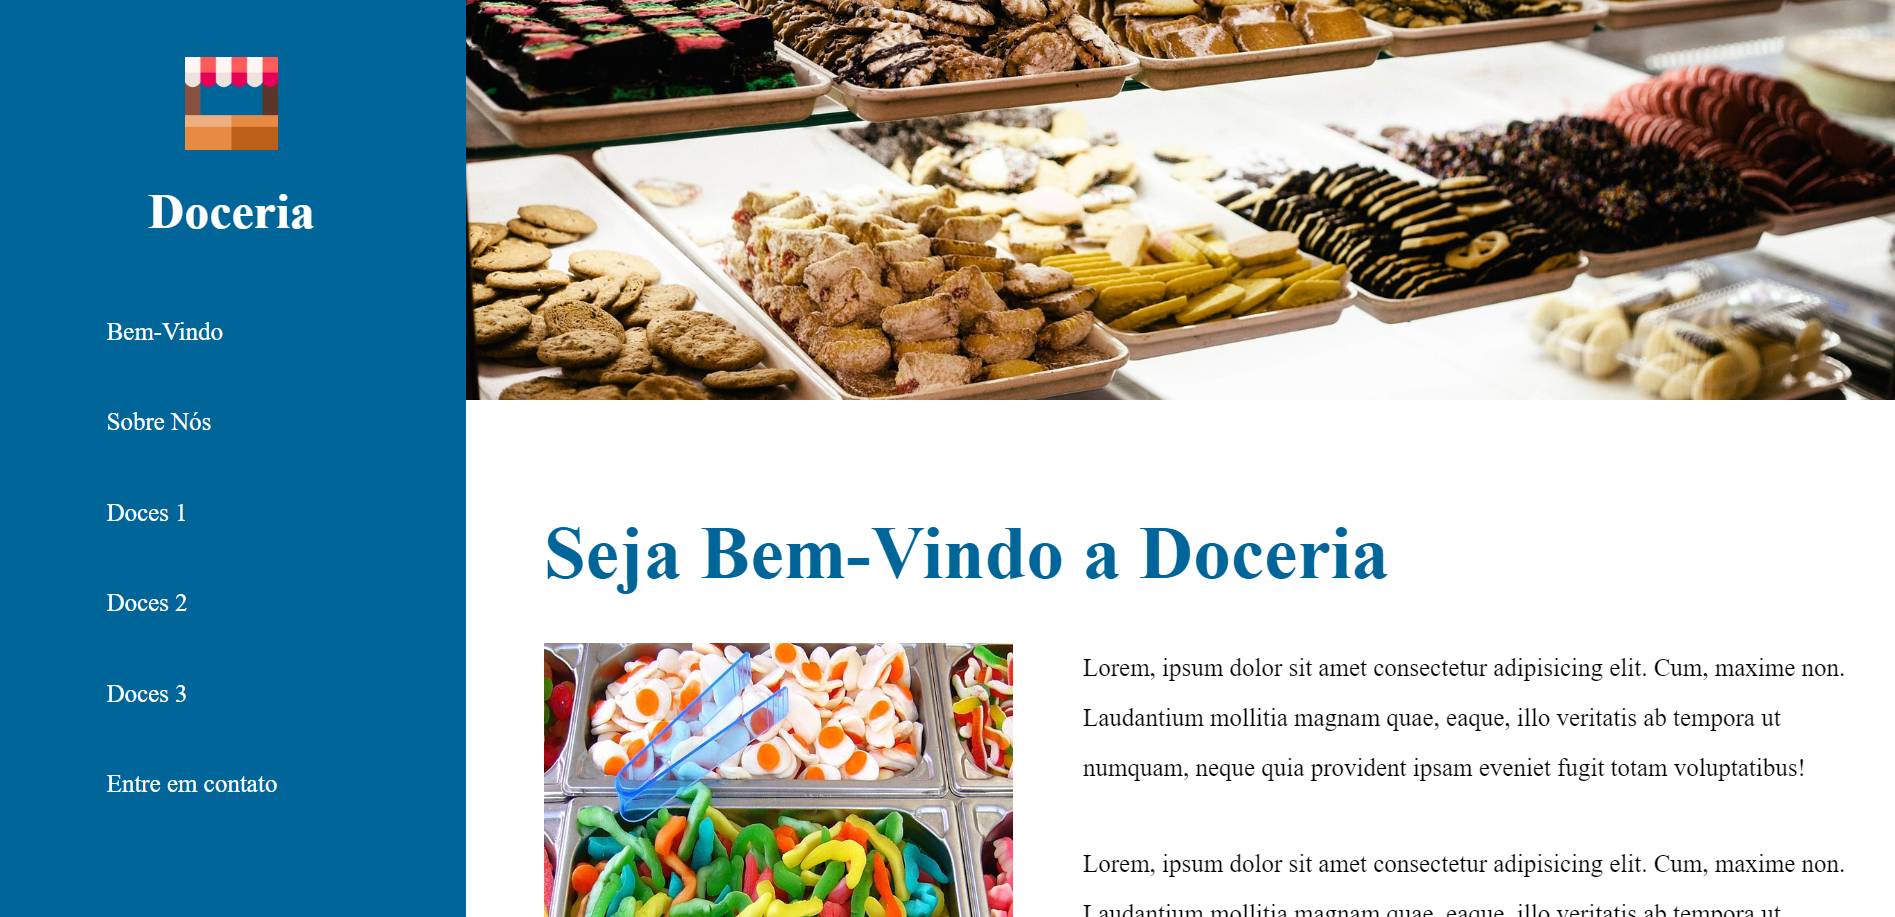 Doceria
Bem-Vindo
Sobre Nós
Doces 1
Doces 2
Doces 3
Entre em contato
Seja Bem-Vindo a Doceria
Lorem, ipsum dolor sit amet consectetur adipisicing elit. Cum, maxime non.
Laudantium mollitia magnam quae, eaque, illo veritatis ab tempora ut
numquam, neque quia provident ipsam eveniet fugit totam voluptatibus!
Lorem, ipsum dolor sit amet consectetur adipisicing elit. Cum, maxime non.
Laudantium mollitia magnam quae, eaque, illo veritatis ab tempora ut